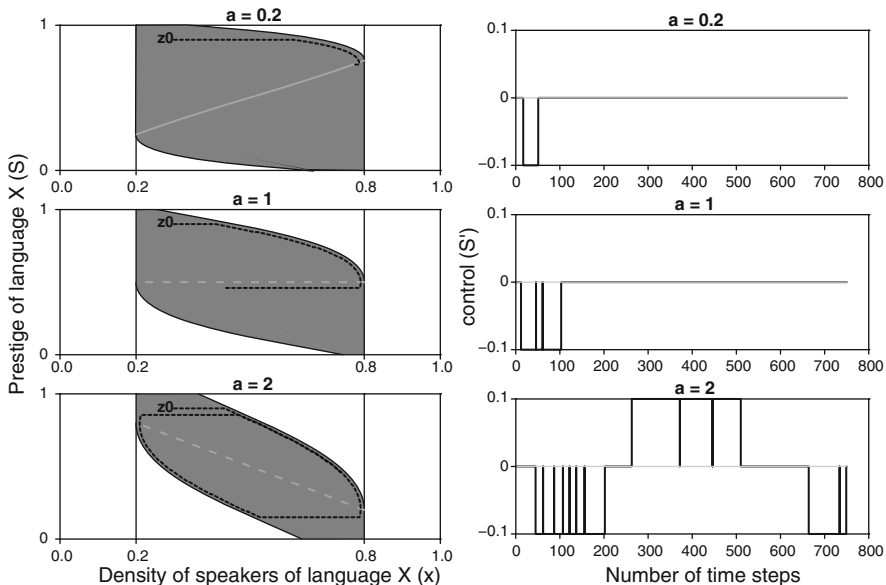 a = 0.2
1
z0
0
0.0
0.2
0.8
1.0
a = 1
1
z0
0
0.0
0.2
0.8
1.0
a = 2
1
z0
0
0.0
0.2
0.8
1.0
Prestige of language X (S)
Density of speakers of language X (x)
a = 0.2
0.1
0
−0.1
0 100 200 300 400 500 600 700 800
a = 1
0.1
0
−0.1
0 100 200 300 400 500 600 700 800
a = 2
0.1
0
−0.1
0 100 200 300 400 500 600 700 800
control (S')
Number of time steps